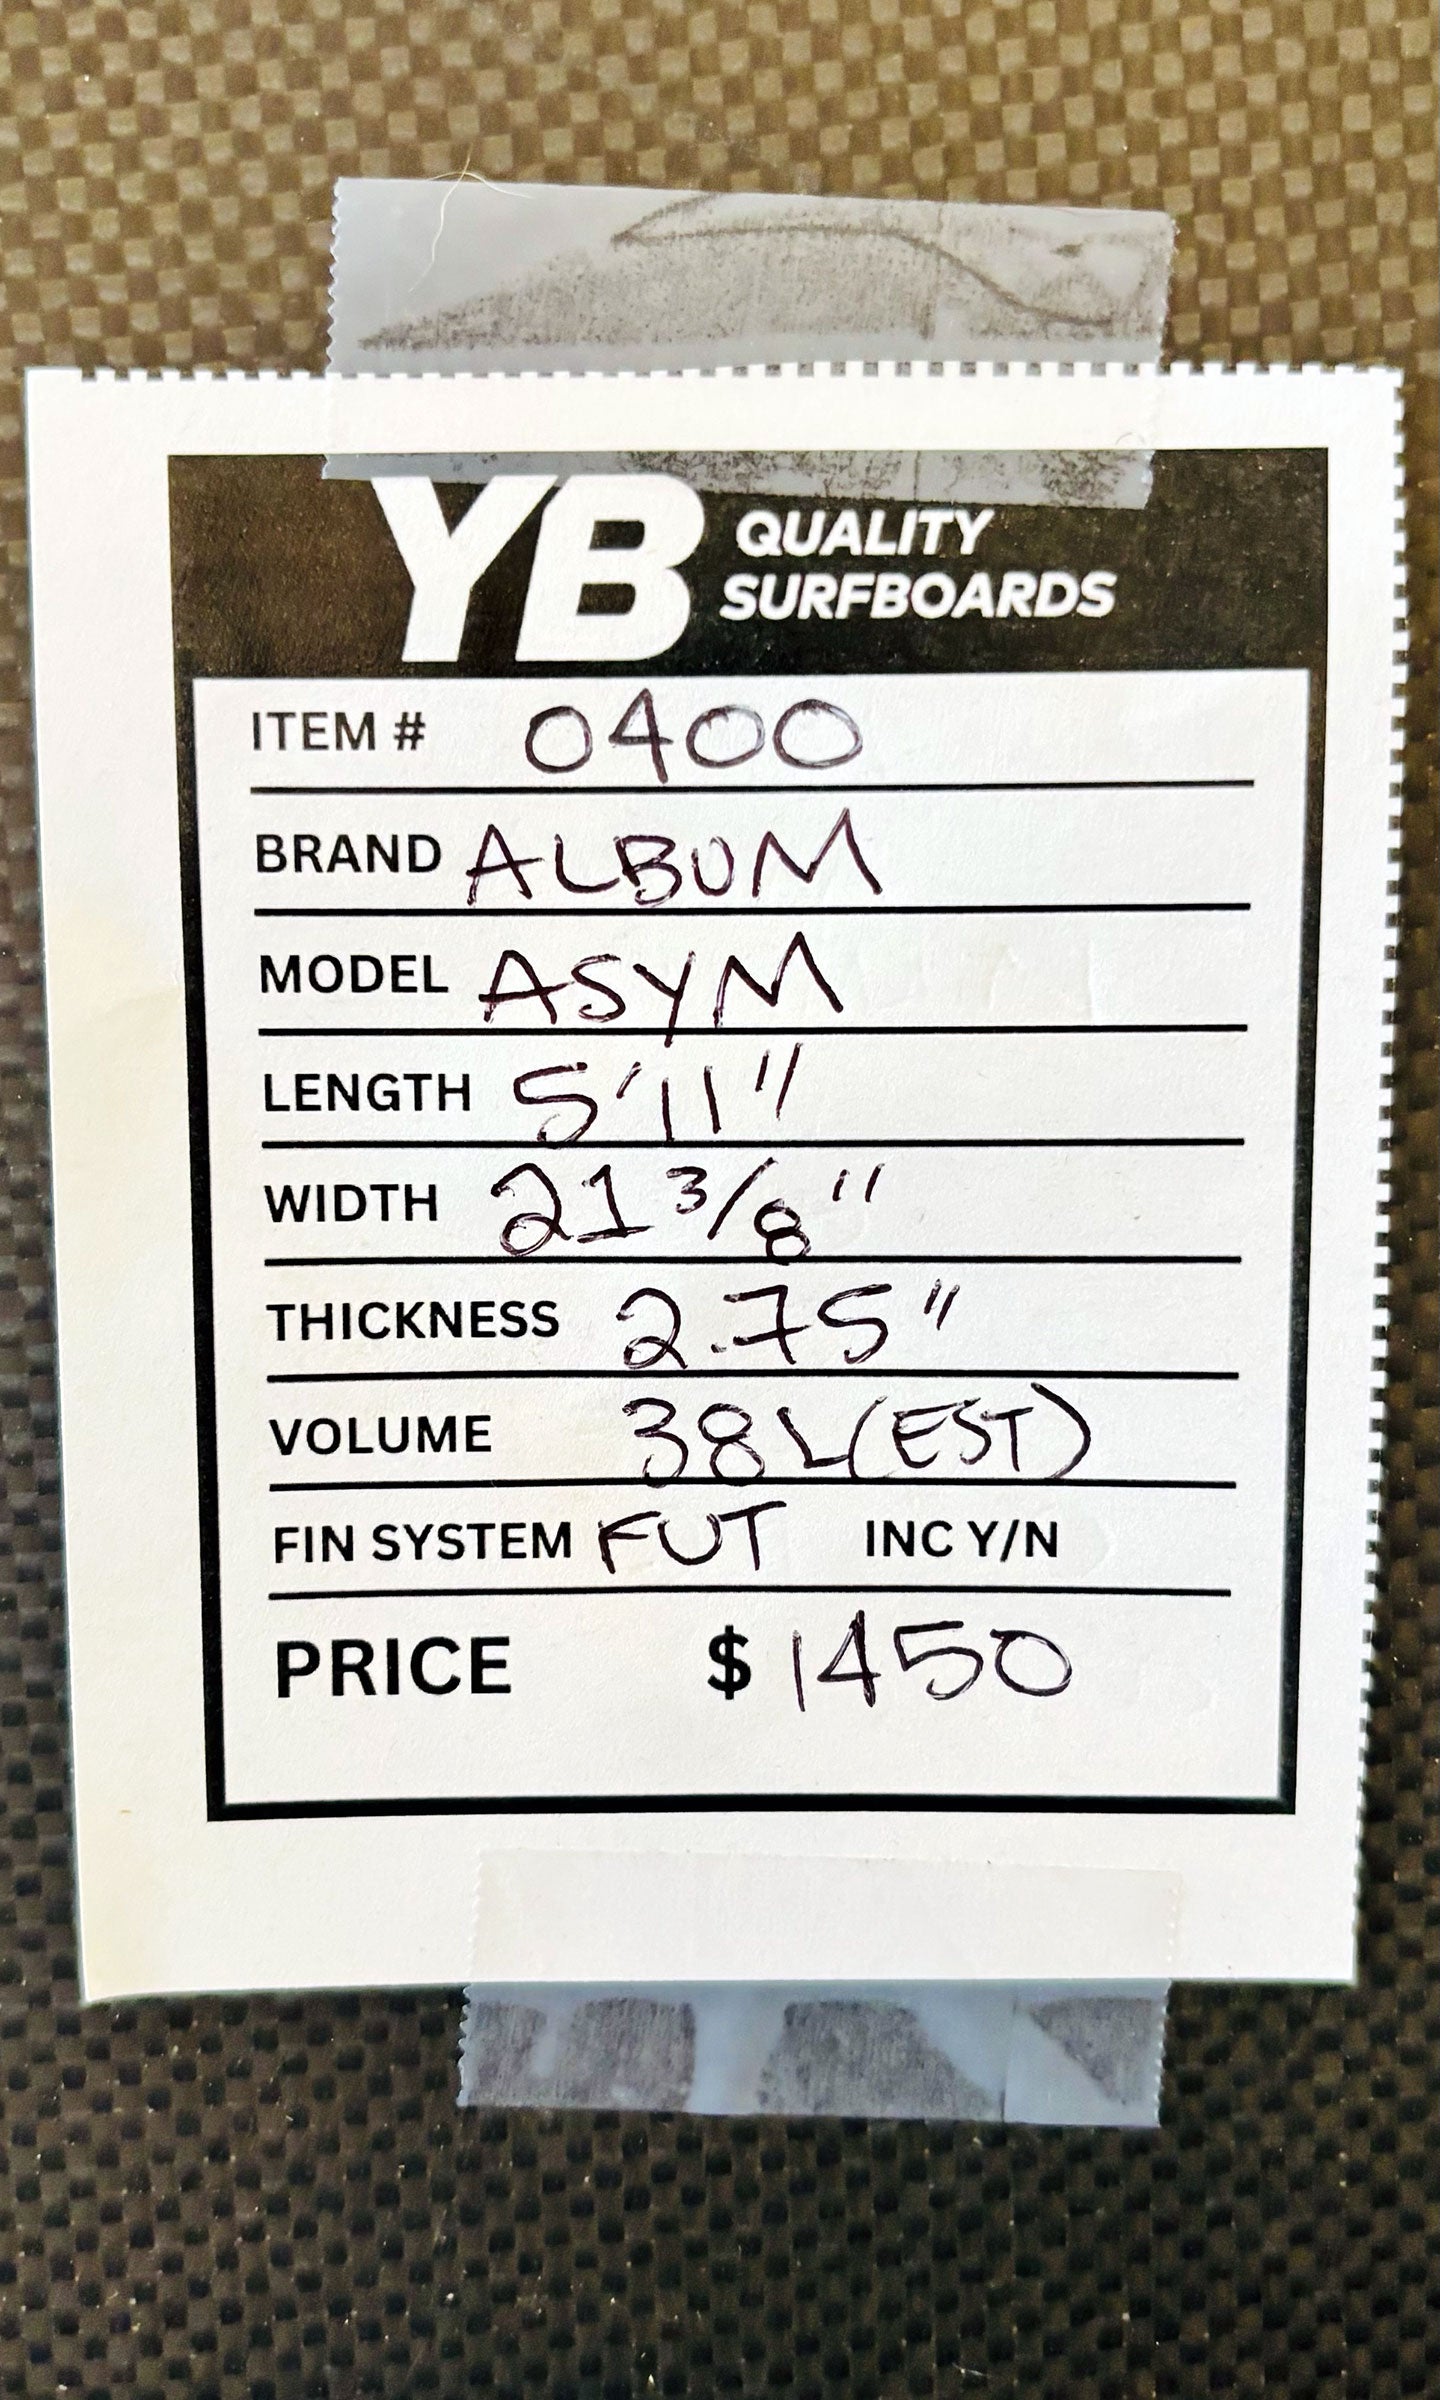 YB QUALITY
SURFBOARDS
ITEM # 0400
BRAND ALBUM
MODEL ASYM
LENGTH 5'11"
WIDTH 21 3/8"
THICKNESS 2.75"
VOLUME 38L (EST)
FIN SYSTEM FUT INC Y/N
PRICE $1450